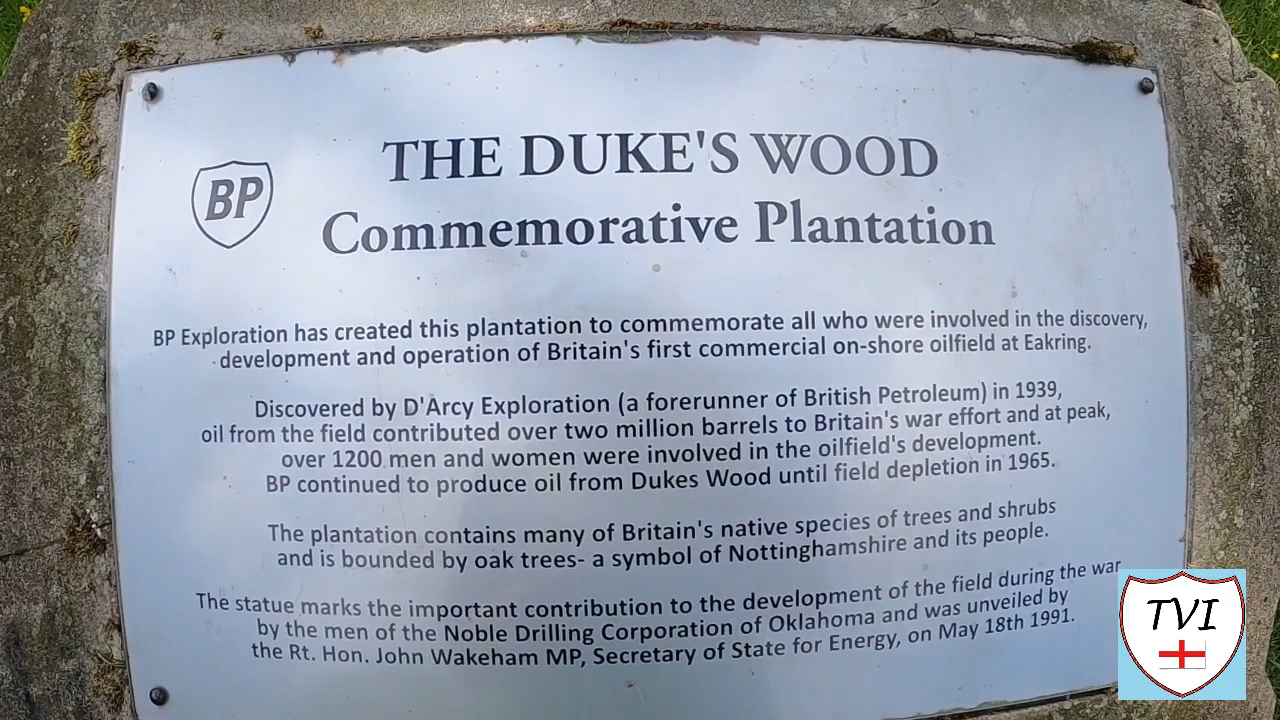 THE DUKE'S WOOD
BP
Commemorative Plantation
BP Exploration has created this plantation to commemorate all who were involved in the discovery,
development and operation of Britain's first commercial on-shore oilfield at Eakring.
Discovered by D'Arcy Exploration (a forerunner of British Petroleum) in 1939,
oil from the field contributed over two million barrels to Britain's war effort and at peak,
over 1200 men and women were involved in the oilfield's development.
BP continued to produce oil from Dukes Wood until field depletion in 1965.
The plantation contains many of Britain's native species of trees and shrubs
and is bounded by oak trees- a symbol of Nottinghamshire and its people.
The statue marks the important contribution to the development of the field during the war
by the men of the Noble Drilling Corporation of Oklahoma and was unveiled by
the Rt. Hon. John Wakeham MP, Secretary of State for Energy, on May 18th 1991.
TVI